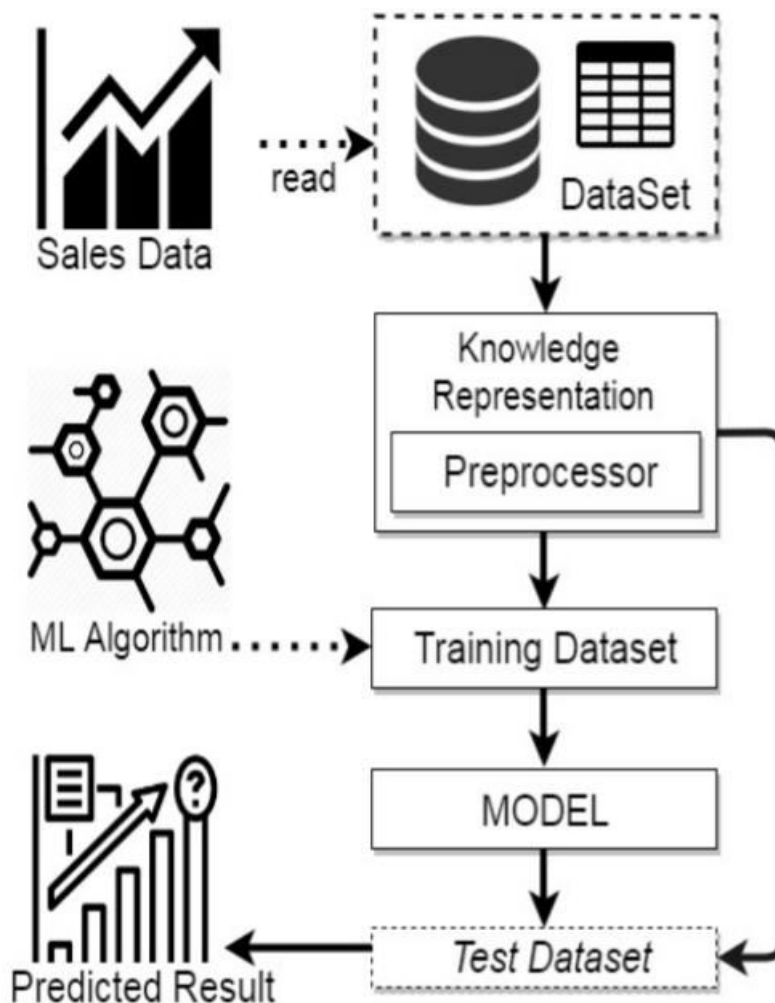 Sales Data
read
DataSet
Knowledge
Representation
Preprocessor
ML Algorithm
Training Dataset
MODEL
?
Test Dataset
Predicted Result